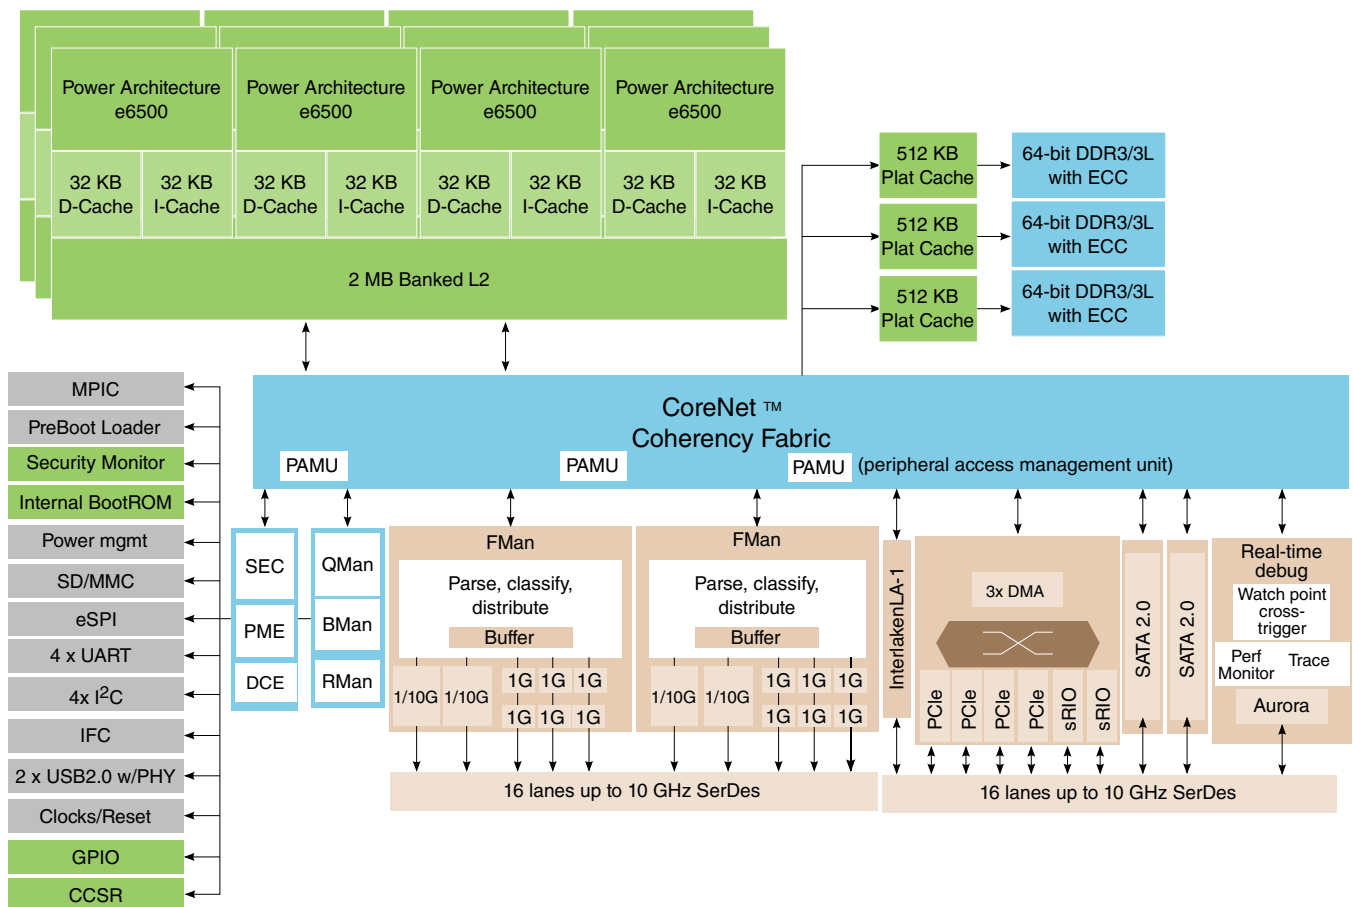 Power Architecture
e6500
Power Architecture
e6500
Power Architecture
e6500
Power Architecture
e6500
32 KB
D-Cache
32 KB
I-Cache
32 KB
D-Cache
32 KB
I-Cache
32 KB
D-Cache
32 KB
I-Cache
32 KB
D-Cache
32 KB
I-Cache
2 MB Banked L2
512 KB
Plat Cache
64-bit DDR3/3L
with ECC
512 KB
Plat Cache
64-bit DDR3/3L
with ECC
512 KB
Plat Cache
64-bit DDR3/3L
with ECC
MPIC
PreBoot Loader
Security Monitor
Internal BootROM
Power mgmt
SD/MMC
eSPI
4 x UART
4x I²C
IFC
2 x USB2.0 w/PHY
Clocks/Reset
GPIO
CCSR
CoreNet ™
Coherency Fabric
PAMU
PAMU
PAMU (peripheral access management unit)
SEC
PME
DCE
QMan
BMan
RMan
FMan
Parse, classify,
distribute
Buffer
1/10G
1/10G
1G
1G
1G
1G
1G
1G
FMan
Parse, classify,
distribute
Buffer
1/10G
1/10G
1G
1G
1G
1G
1G
1G
16 lanes up to 10 GHz SerDes
InterlakenLA-1
3x DMA
PCIe
PCIe
PCIe
PCIe
sRIO
sRIO
SATA 2.0
SATA 2.0
Real-time
debug
Watch point
cross-
trigger
Perf
Monitor
Trace
Aurora
16 lanes up to 10 GHz SerDes